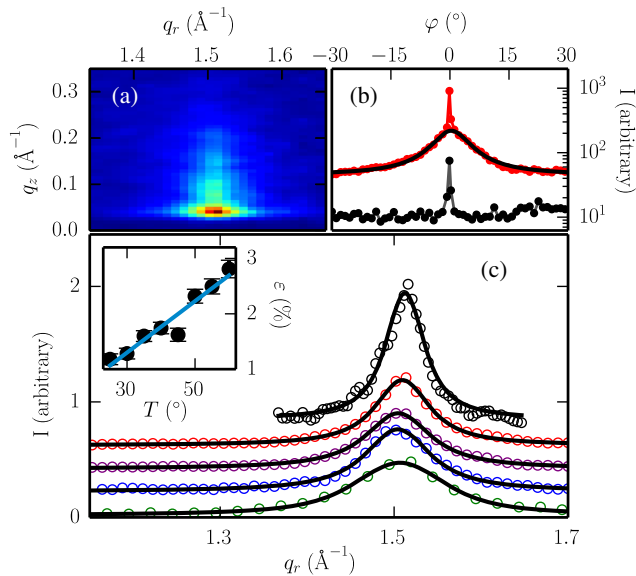 q_r (Å⁻¹) φ (°)
1.4 1.5 1.6 −30 −15 0 15 30
(a) (b)
0.3
0.2
0.1
0.0
q_z (Å⁻¹)
10³
10²
10¹
I (arbitrary)
(c)
3
2
1
ε (%)
30 50
T (°)
2
1
0
I (arbitrary)
1.3 1.5 1.7
q_r (Å⁻¹)